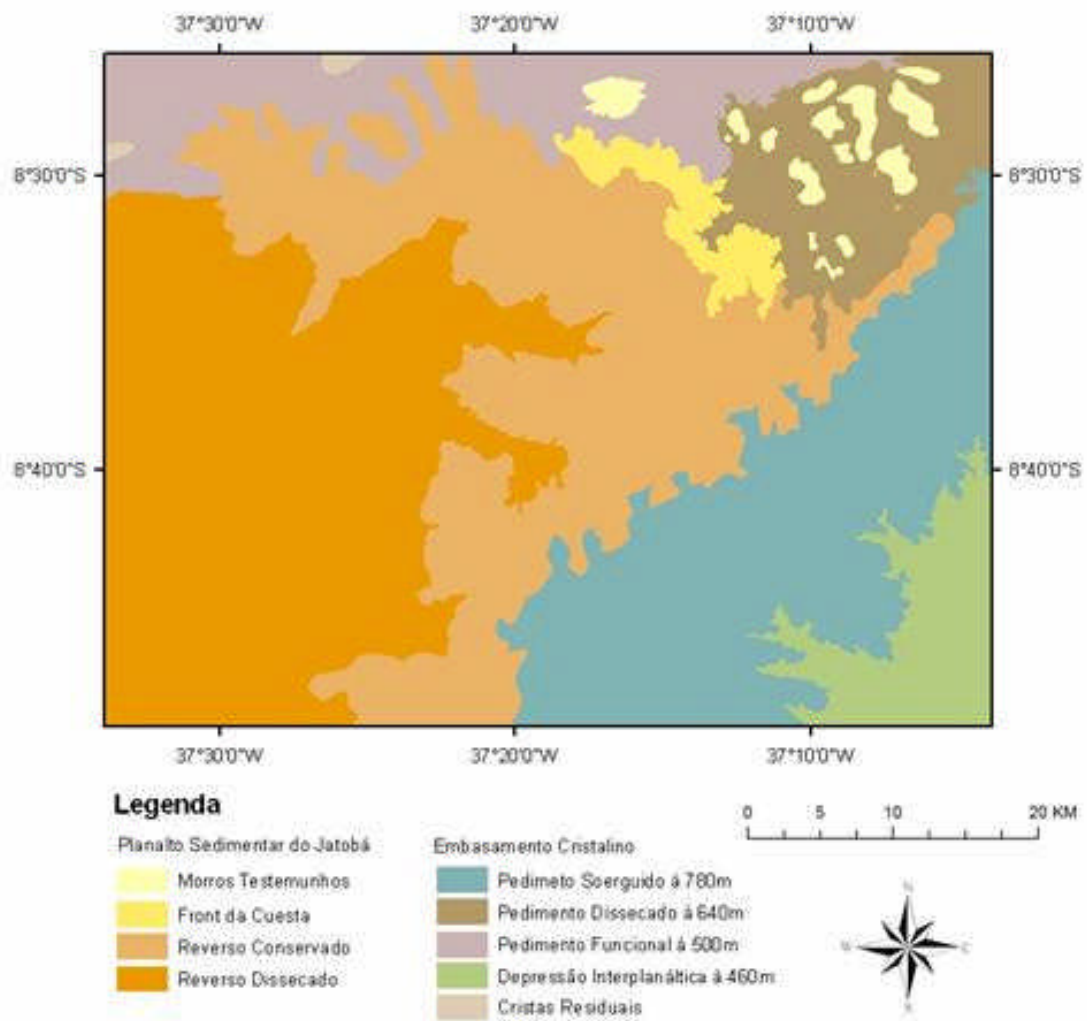 37°30'0"W 37°20'0"W 37°10'0"W
8°30'0"S 8°30'0"S
8°40'0"S 8°40'0"S
37°30'0"W 37°20'0"W 37°10'0"W
Legenda
Planalto Sedimentar do Jatobá
Morros Testemunhos
Front da Cuesta
Reverso Conservado
Reverso Dissecado
Embasamento Cristalino
Pedimeto Soerguido à 780m
Pedimento Dissecado à 640m
Pedimento Funcional à 500m
Depressão Interplanáltica à 460m
Cristas Residuais
0 5 10 20 KM
N